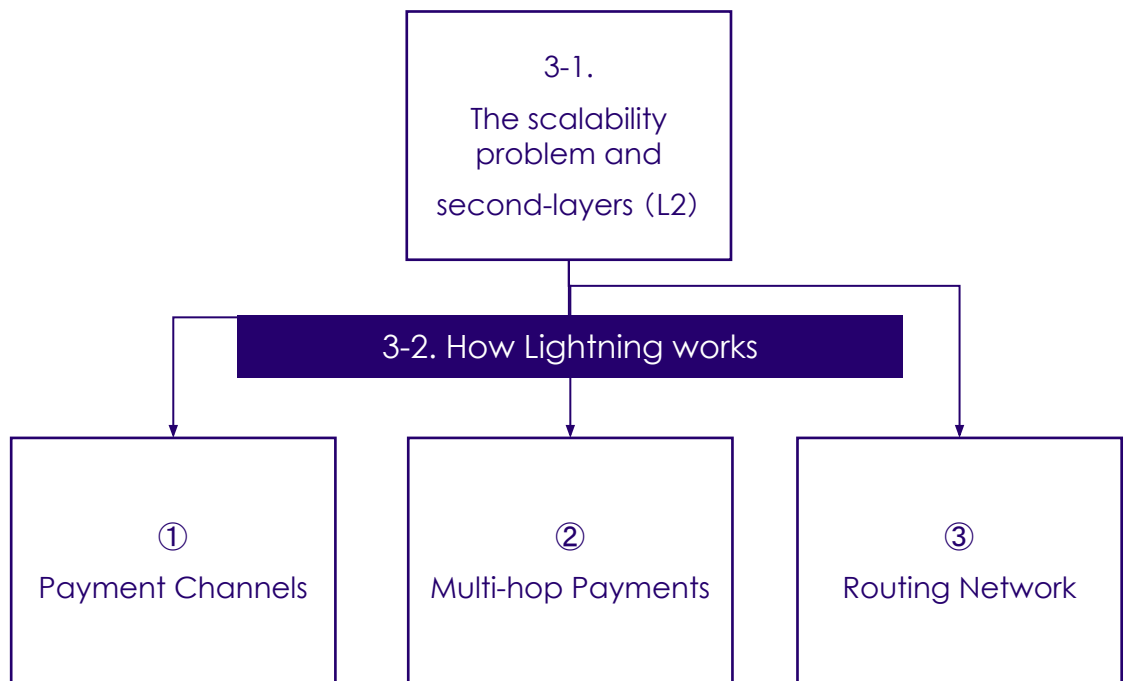 3-1.
The scalability
problem and
second-layers（L2）
3-2. How Lightning works
①
Payment Channels
②
Multi-hop Payments
③
Routing Network